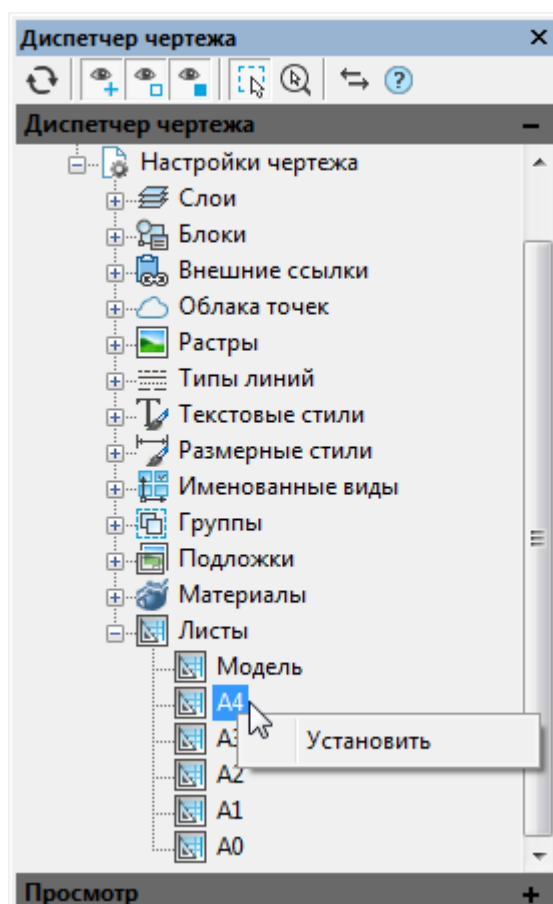 Диспетчер чертежа
Диспетчер чертежа
Настройки чертежа
Слои
Блоки
Внешние ссылки
Облака точек
Растры
Типы линий
Текстовые стили
Размерные стили
Именованные виды
Группы
Подложки
Материалы
Листы
Модель
A4
A3 Установить
A2
A1
A0
Просмотр